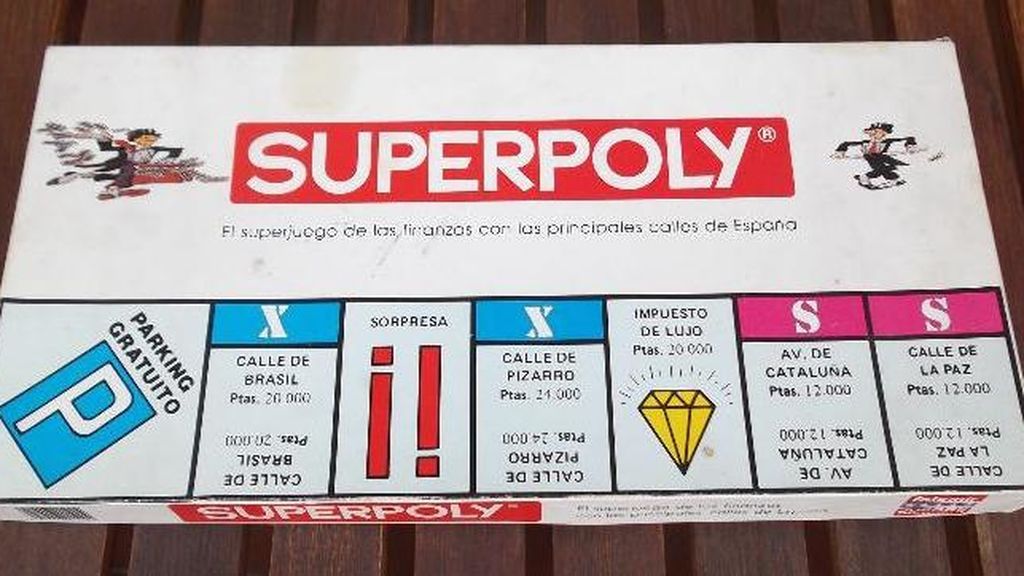 SUPERPOLY®
El superjuego de las finanzas con las principales calles de España
PARKING
GRATUITO
P
X
CALLE DE
BRASIL
Ptas. 20.000
Ptas. 20.000
BRASIL
CALLE DE
SORPRESA
¡!
X
CALLE DE
PIZARRO
Ptas. 24.000
Ptas. 24.000
PIZARRO
CALLE DE
IMPUESTO
DE LUJO
Ptas. 20.000
S
AV. DE
CATALUÑA
Ptas. 12.000
Ptas. 12.000
CATALUÑA
AV. DE
S
CALLE DE
LA PAZ
Ptas. 12.000
Ptas. 12.000
LA PAZ
CALLE DE
SUPERPOLY